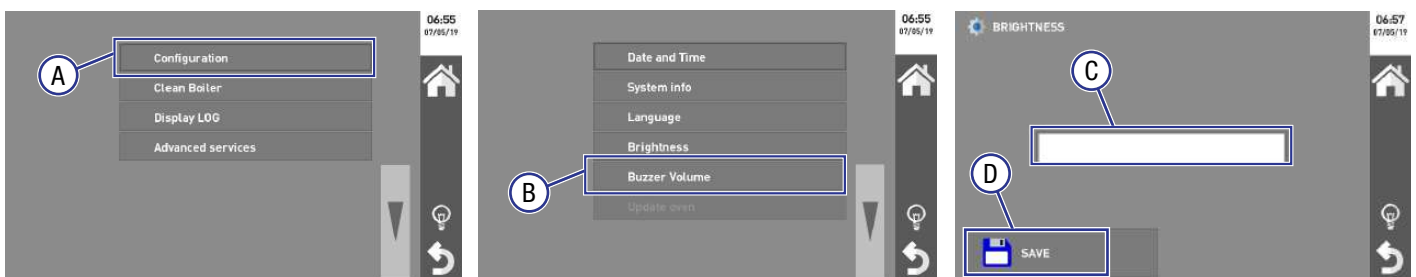 06:55
07/05/19
Configuration
A
Clean Boiler
Display LOG
Advanced services
06:55
07/05/19
Date and Time
System info
Language
Brightness
B
Buzzer Volume
Update oven
06:57
07/05/19
BRIGHTNESS
C
D
SAVE